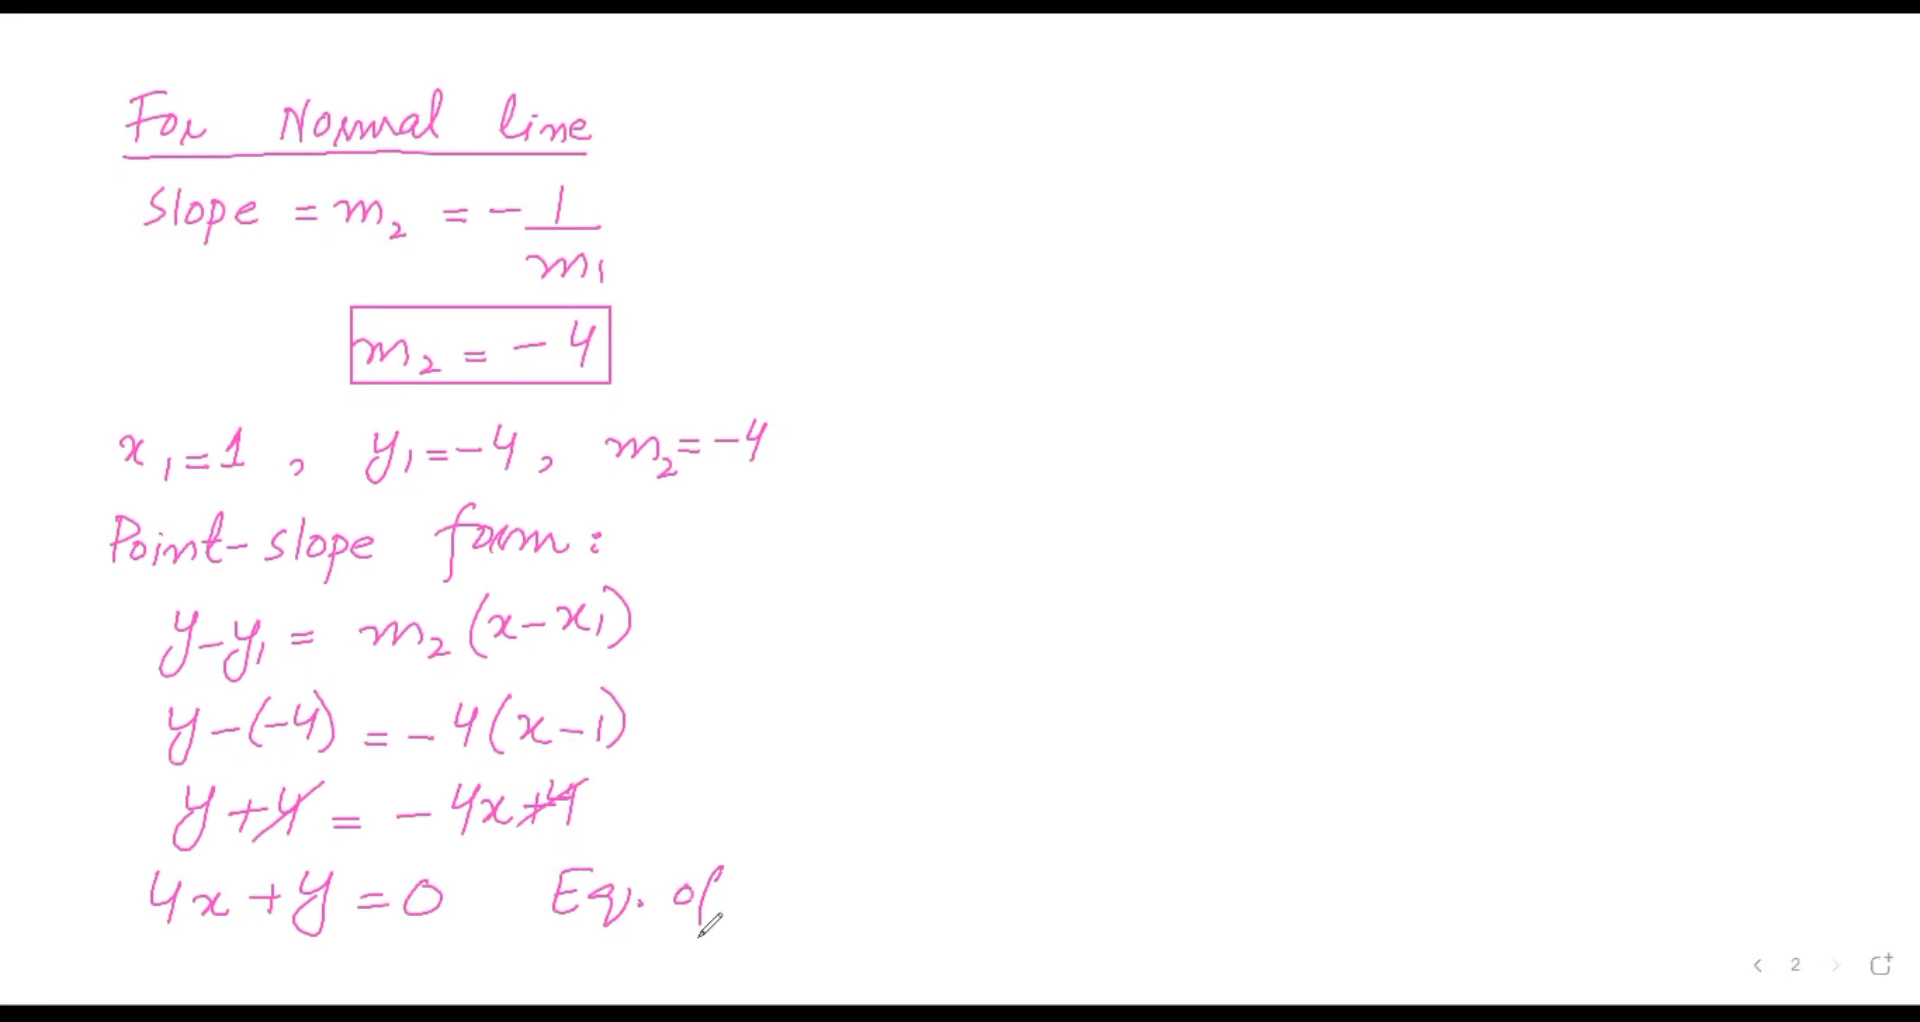 For Normal line
Slope = m₂ = - 1/m₁
m₂ = - 4
x₁ = 1 , y₁ = -4 , m₂ = -4
Point-slope form :
y - y₁ = m₂ (x - x₁)
y - (-4) = - 4 (x - 1)
y + 4 = - 4x + 4
4x + y = 0 Eq. of
2